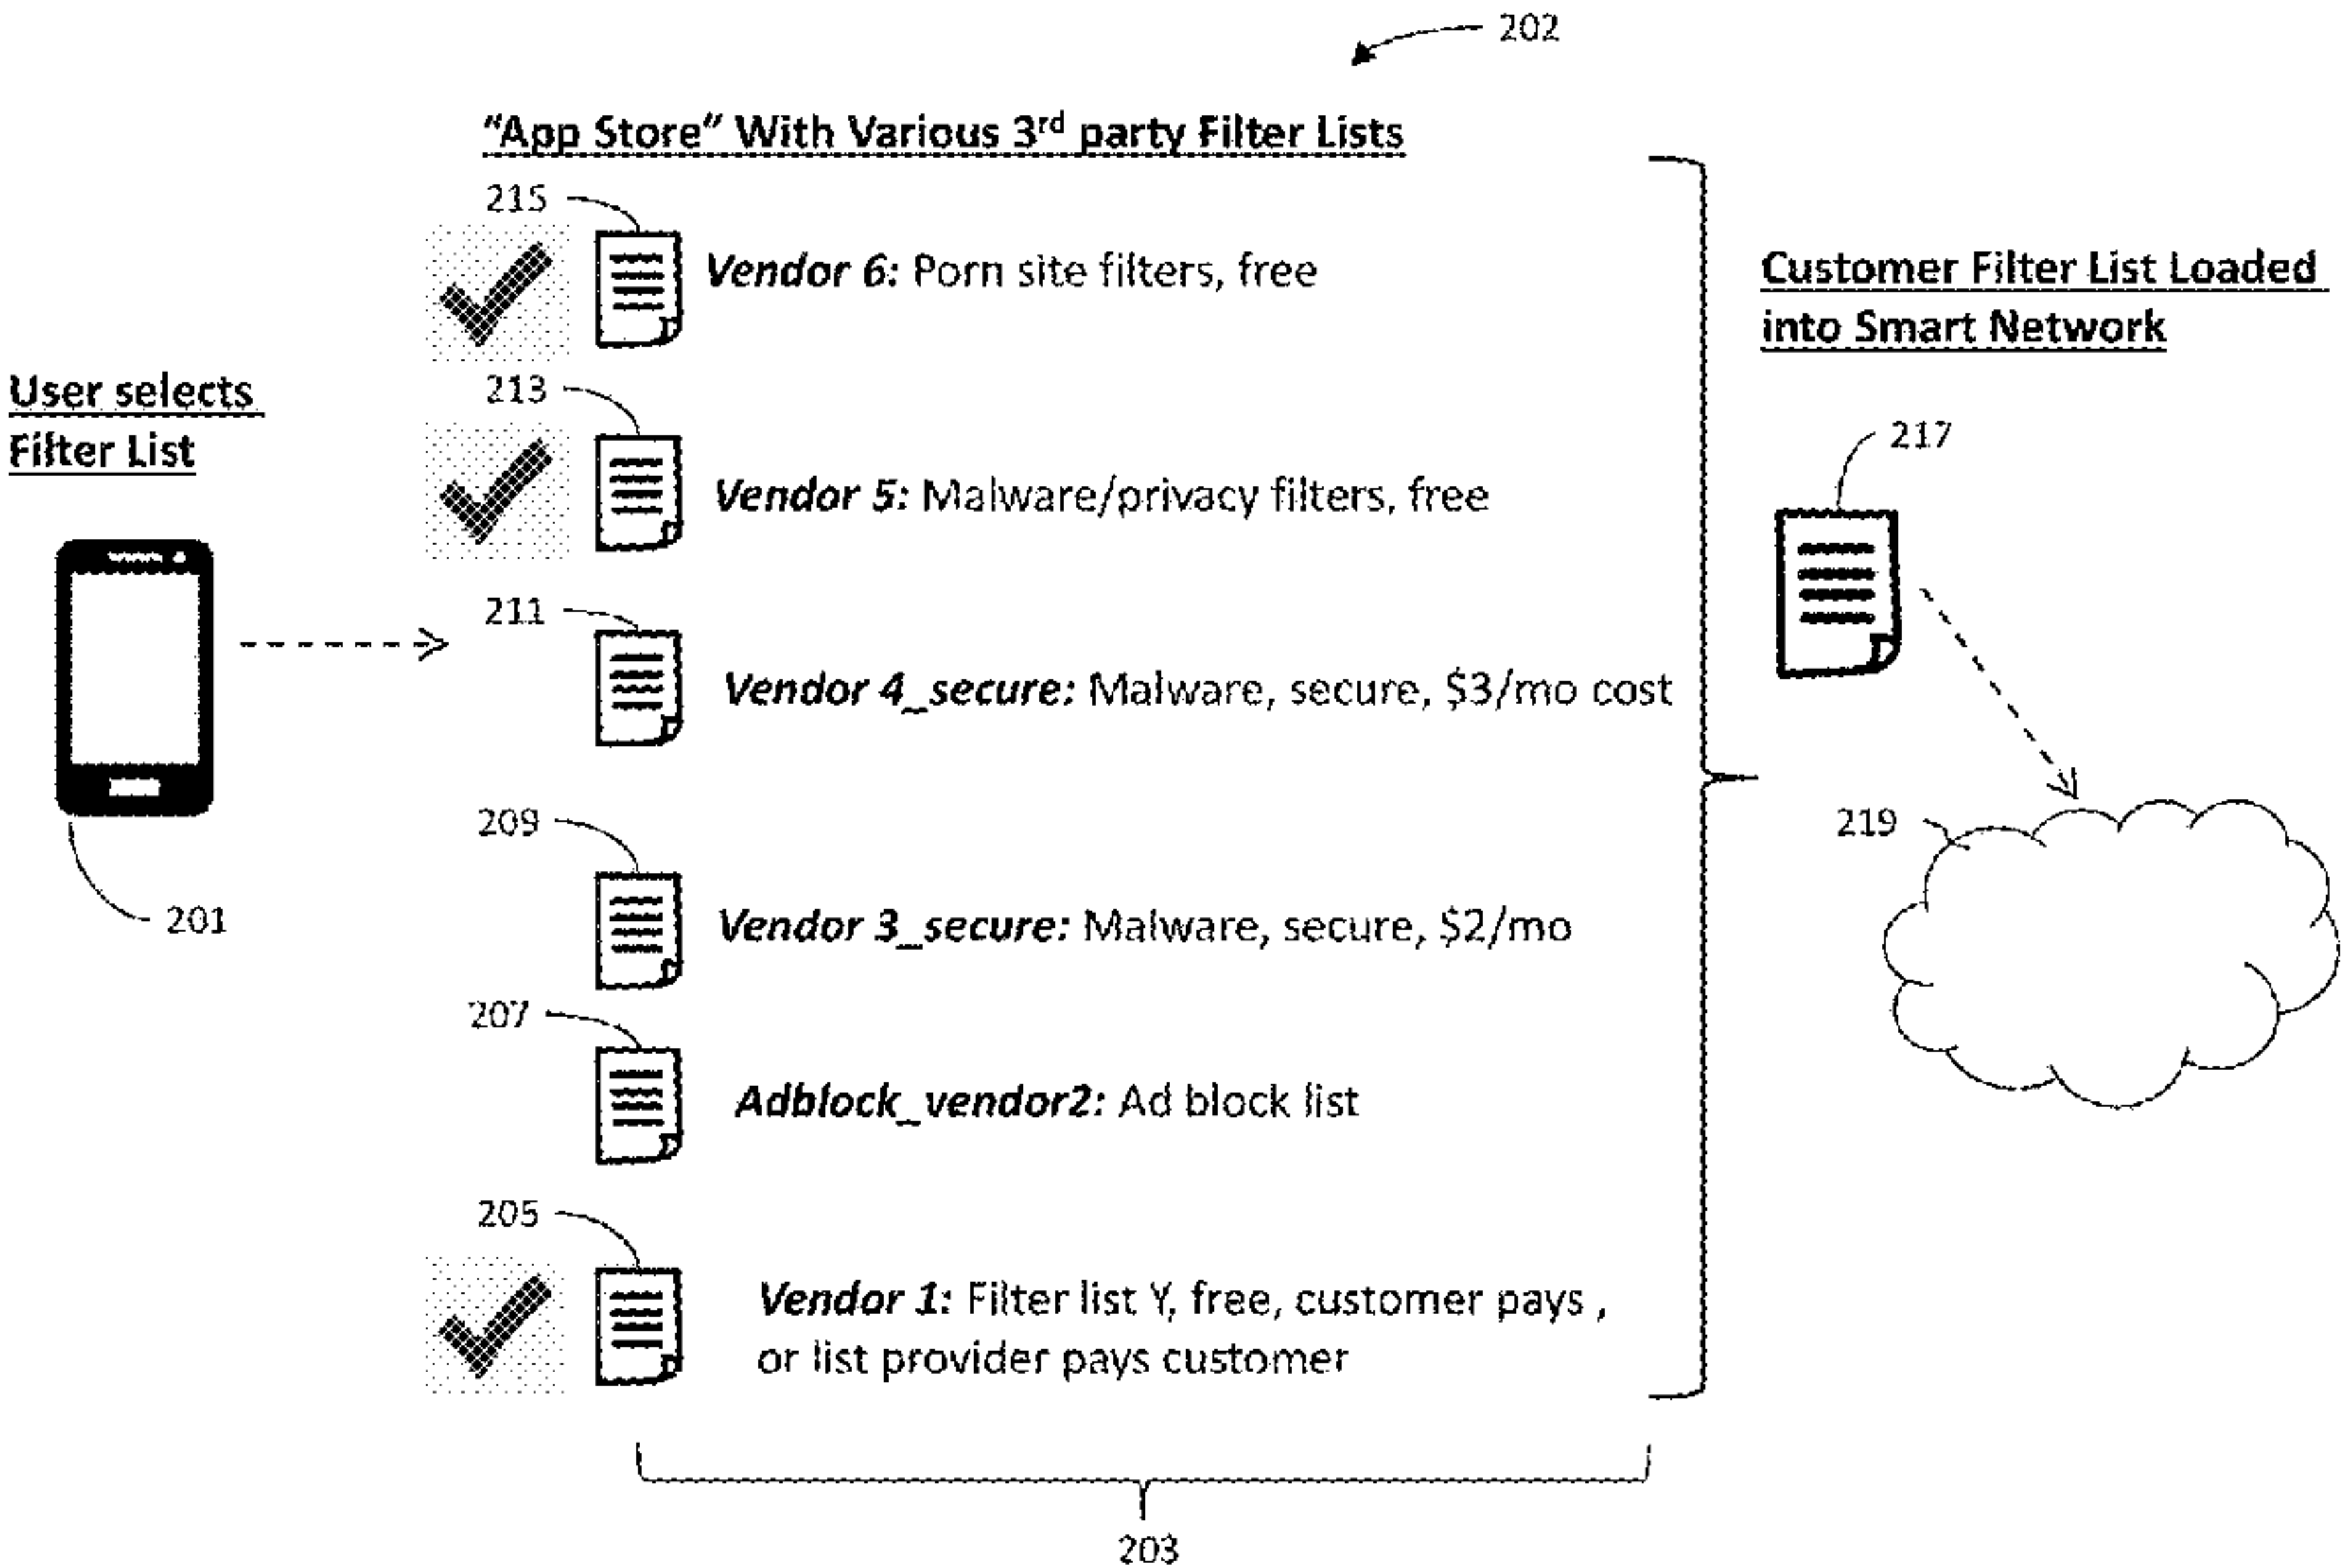 202
“App Store” With Various 3rd party Filter Lists
215
Vendor 6: Porn site filters, free
213
Vendor 5: Malware/privacy filters, free
211
Vendor 4_secure: Malware, secure, $3/mo cost
209
Vendor 3_secure: Malware, secure, $2/mo
207
Adblock_vendor2: Ad block list
205
Vendor 1: Filter list Y, free, customer pays ,
or list provider pays customer
203
User selects
Filter List
201
Customer Filter List Loaded
into Smart Network
217
219